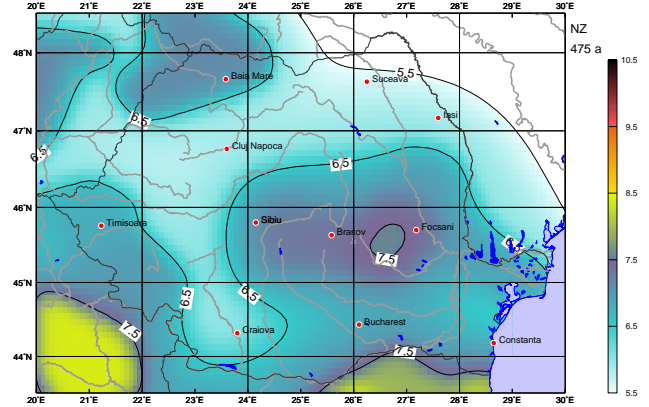 NZ
475 a
48°N
47°N
46°N
45°N
44°N
20°E
21°E
22°E
23°E
24°E
25°E
26°E
27°E
28°E
29°E
30°E
Baia Mare
Suceava
Iasi
Cluj Napoca
Timisoara
Sibiu
Brasov
Focsani
Craiova
Bucharest
Constanta
5.5
6.5
6.5
6.5
6.5
6.5
7.5
7.5
7.5
10.5
9.5
8.5
7.5
6.5
5.5